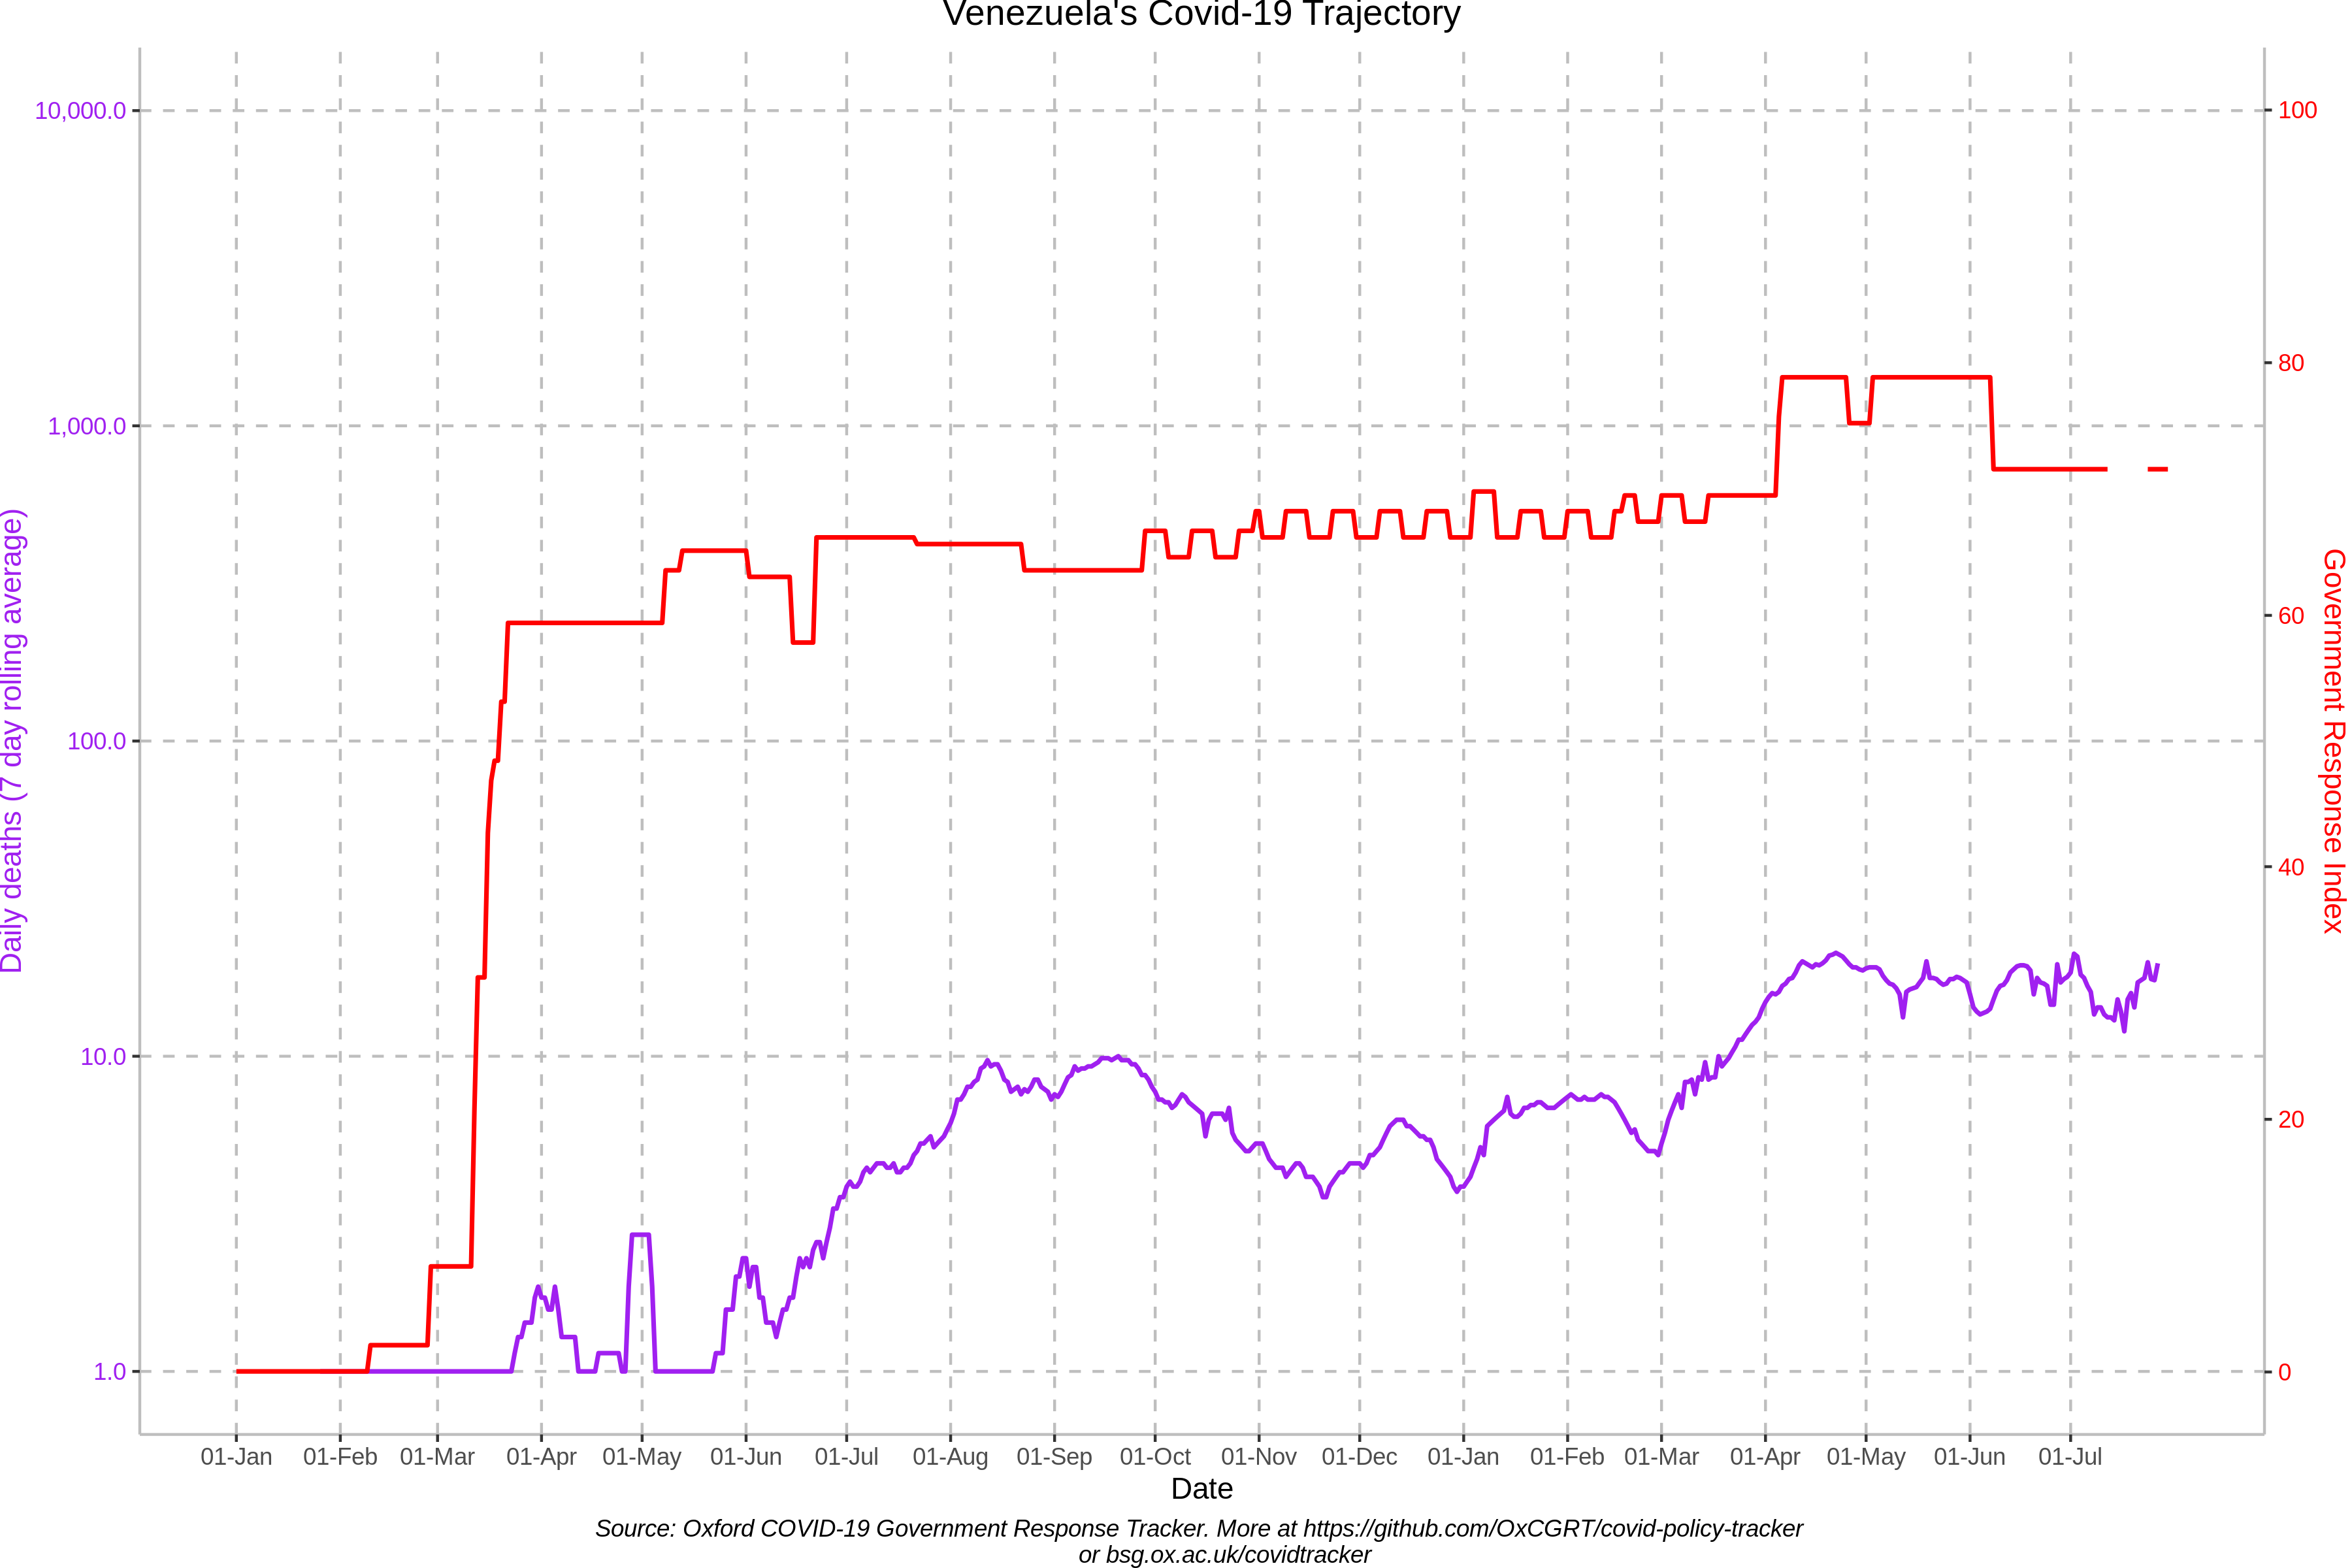 Venezuela's Covid-19 Trajectory
10,000.0
1,000.0
100.0
10.0
1.0
Daily deaths (7 day rolling average)
100
80
60
40
20
0
Government Response Index
01-Jan 01-Feb 01-Mar 01-Apr 01-May 01-Jun 01-Jul 01-Aug 01-Sep 01-Oct 01-Nov 01-Dec 01-Jan 01-Feb 01-Mar 01-Apr 01-May 01-Jun 01-Jul
Date
Source: Oxford COVID-19 Government Response Tracker. More at https://github.com/OxCGRT/covid-policy-tracker
or bsg.ox.ac.uk/covidtracker